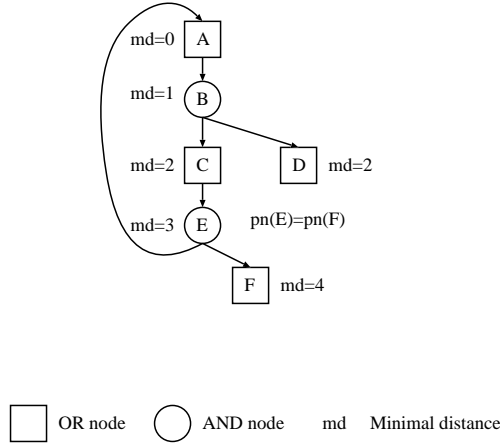 md=0 A
md=1 B
md=2 C D md=2
md=3 E pn(E)=pn(F)
F md=4
OR node AND node md Minimal distance